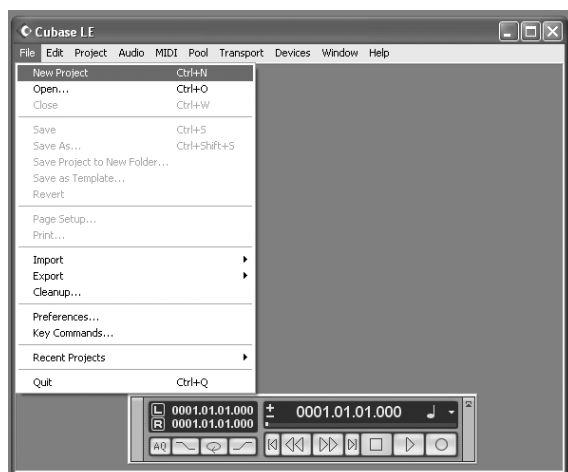 Cubase LE
File Edit Project Audio MIDI Pool Transport Devices Window Help
New Project Ctrl+N
Open... Ctrl+O
Close Ctrl+W
Save Ctrl+S
Save As... Ctrl+Shift+S
Save Project to New Folder...
Save as Template...
Revert
Page Setup...
Print...
Import
Export
Cleanup...
Preferences...
Key Commands...
Recent Projects
Quit Ctrl+Q
L 0001.01.01.000 0001.01.01.000
R 0001.01.01.000
AQ